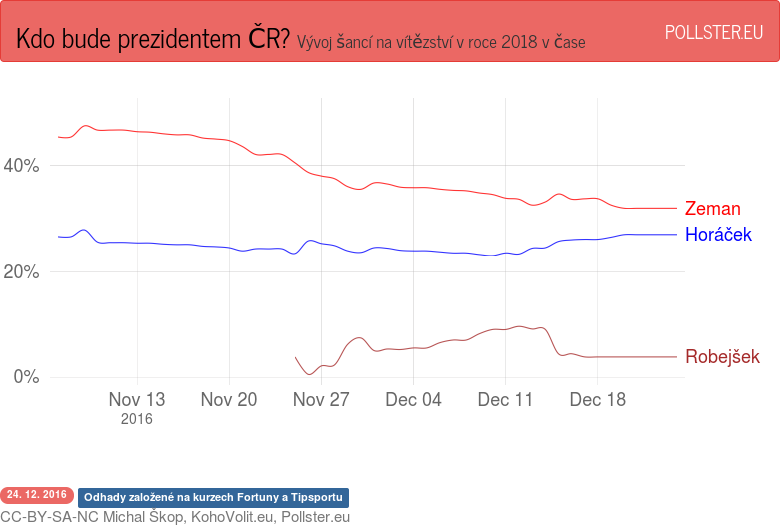 Kdo bude prezidentem ČR? Vývoj šancí na vítězství v roce 2018 v čase
POLLSTER.EU
40%
Zeman
Horáček
20%
Robejšek
0%
Nov 13 Nov 20 Nov 27 Dec 04 Dec 11 Dec 18
2016
24. 12. 2016 Odhady založené na kurzech Fortuny a Tipsportu
CC-BY-SA-NC Michal Škop, KohoVolit.eu, Pollster.eu